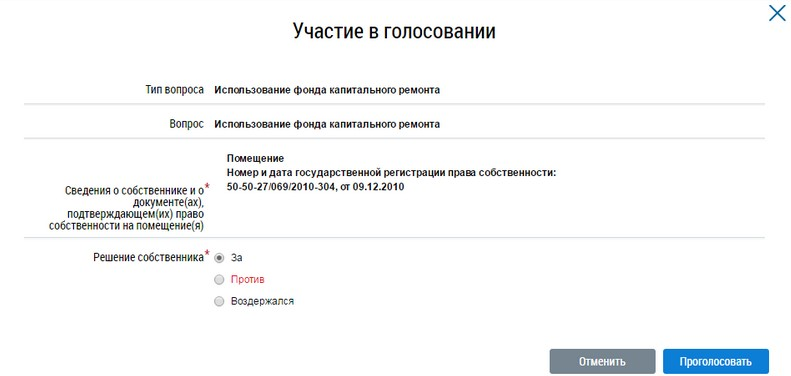 Участие в голосовании
Тип вопроса Использование фонда капитального ремонта
Вопрос Использование фонда капитального ремонта
Помещение
Номер и дата государственной регистрации права собственности:
50-50-27/069/2010-304, от 09.12.2010
Сведения о собственнике и о *
документе(ах),
подтверждающем(их) право
собственности на помещение(я)
Решение собственника * За
Против
Воздержался
Отменить Проголосовать